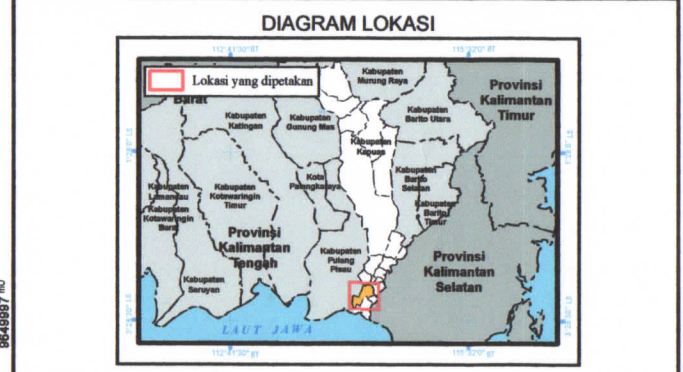 DIAGRAM LOKASI
112°41'30" BT
115°32'0" BT
Lokasi yang dipetakan
Barat
Kabupaten
Murung Raya
Provinsi
Kalimantan
Timur
Kabupaten
Katingan
Kabupaten
Gunung Mas
Kabupaten
Barito Utara
Kabupaten
Kapuas
Kabupaten
Lamandau
Kabupaten
Kotawaringin
Timur
Kota
Palangkaraya
Kabupaten
Barito
Selatan
Kabupaten
Kotawaringin
Barat
Kabupaten
Barito
Timur
Provinsi
Kalimantan
Tengah
Kabupaten
Pulang
Pisau
Provinsi
Kalimantan
Selatan
Kabupaten
Seruyan
LAUT JAWA
112°41'30" BT
115°32'0" BT
9649997 mU